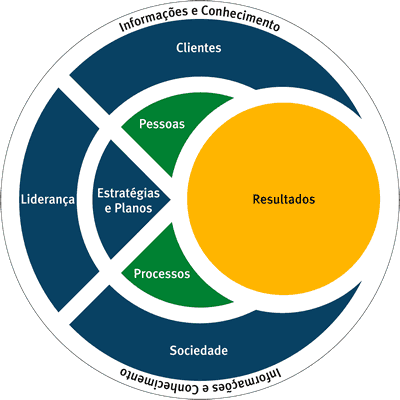 Informações e Conhecimento
Clientes
Pessoas
Liderança
Estratégias
e Planos
Resultados
Processos
Sociedade
Informações e Conhecimento